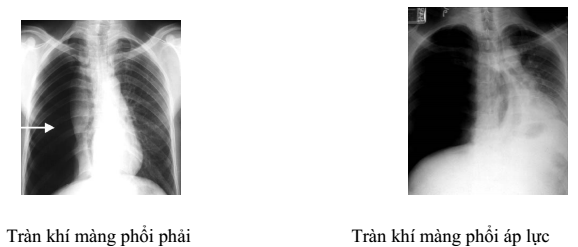 Tràn khí màng phổi phải
Tràn khí màng phổi áp lực